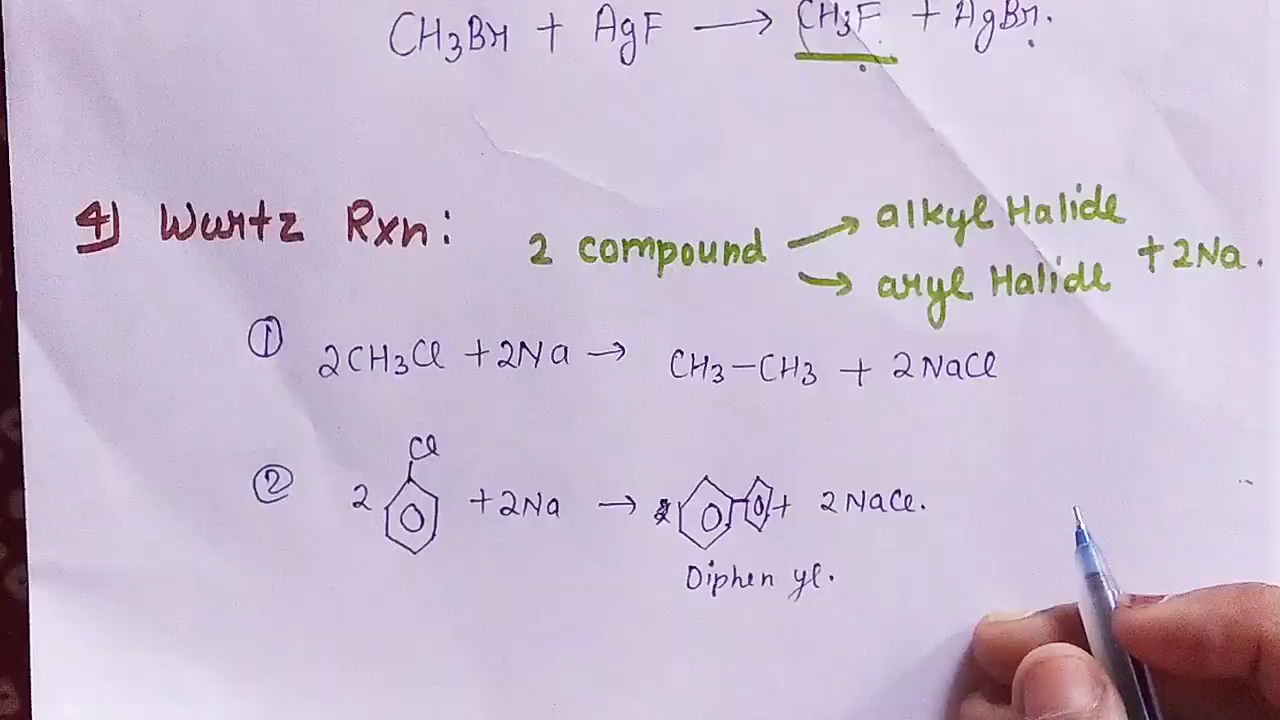 CH3Br + AgF → CH3F + AgBr.
4) Wurtz Rxn:
2 compound → alkyl Halide
→ aryl Halide + 2Na.
① 2CH3Cl + 2Na → CH3–CH3 + 2NaCl
Cl
② 2 + 2Na → + 2NaCl.
Diphenyl.